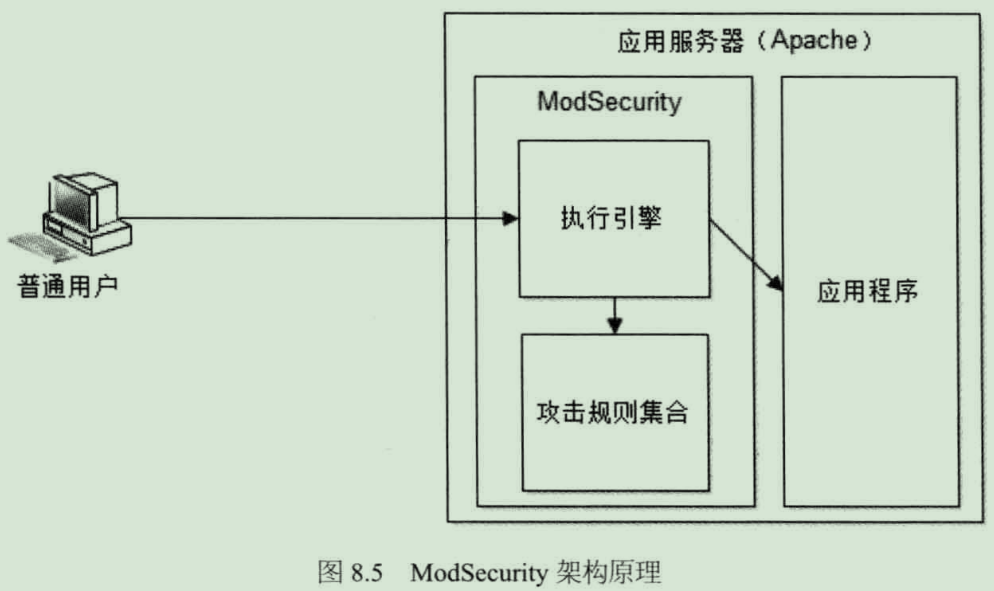 应用服务器（Apache）
ModSecurity
执行引擎
普通用户
应用程序
攻击规则集合
图 8.5 ModSecurity 架构原理